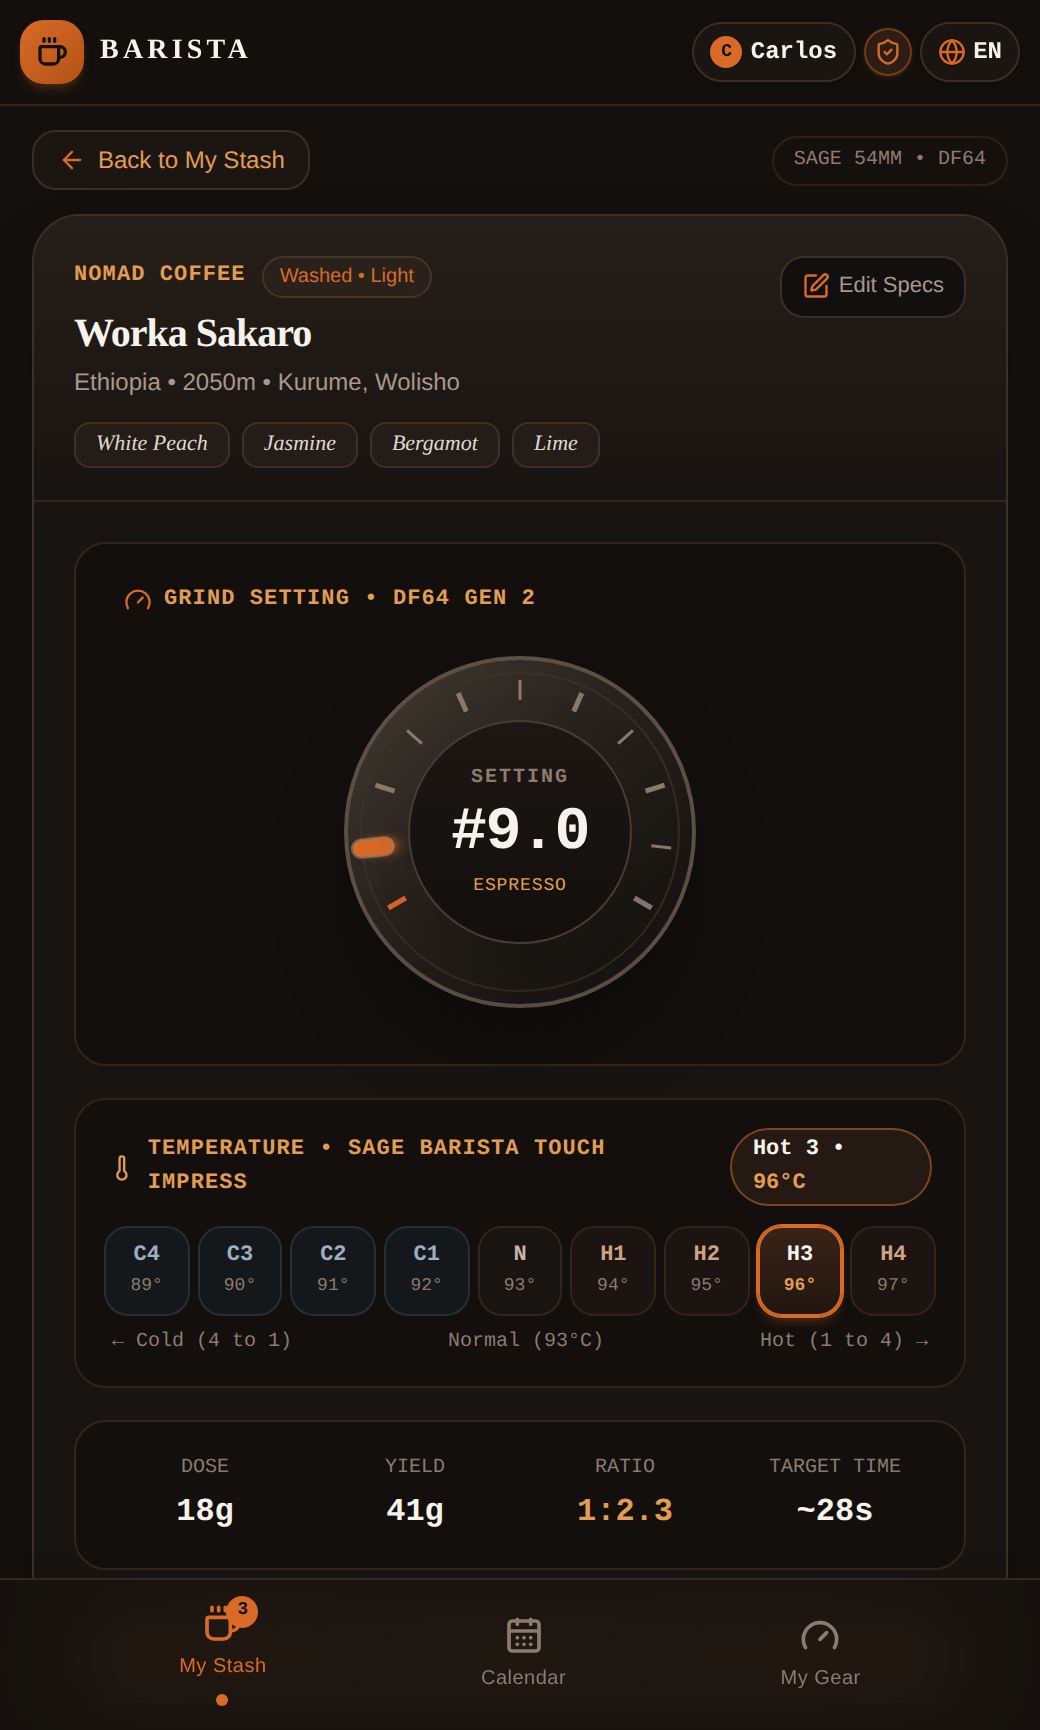 BARISTA
C Carlos
EN
Back to My Stash
SAGE 54MM • DF64
NOMAD COFFEE
Washed • Light
Edit Specs
Worka Sakaro
Ethiopia • 2050m • Kurume, Wolisho
White Peach
Jasmine
Bergamot
Lime
GRIND SETTING • DF64 GEN 2
SETTING
#9.0
ESPRESSO
TEMPERATURE • SAGE BARISTA TOUCH
IMPRESS
Hot 3 •
96°C
C4 C3 C2 C1 N H1 H2 H3 H4
89° 90° 91° 92° 93° 94° 95° 96° 97°
← Cold (4 to 1) Normal (93°C) Hot (1 to 4) →
DOSE YIELD RATIO TARGET TIME
18g 41g 1:2.3 ~28s
3
My Stash Calendar My Gear